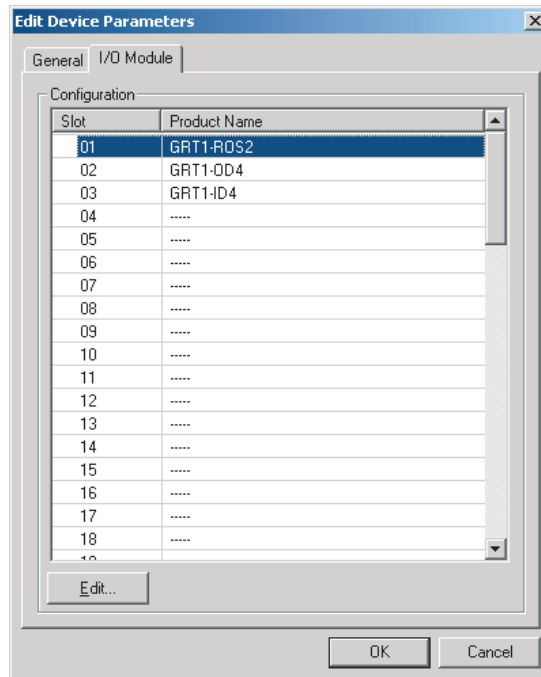 Edit Device Parameters
General I/O Module
Configuration
Slot Product Name
01 GRT1-ROS2
02 GRT1-OD4
03 GRT1-ID4
04 -----
05 -----
06 -----
07 -----
08 -----
09 -----
10 -----
11 -----
12 -----
13 -----
14 -----
15 -----
16 -----
17 -----
18 -----
Edit...
OK Cancel